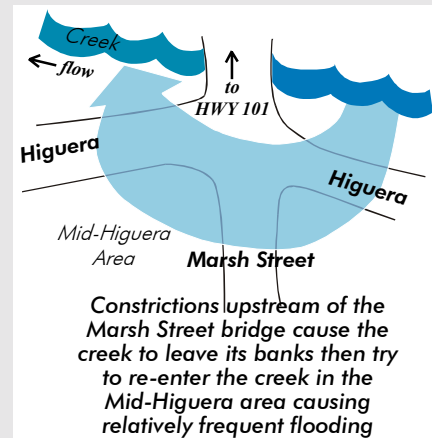 Creek
flow
to
HWY 101
Higuera
Higuera
Mid-Higuera
Area
Marsh Street
Constrictions upstream of the
Marsh Street bridge cause the
creek to leave its banks then try
to re-enter the creek in the
Mid-Higuera area causing
relatively frequent flooding